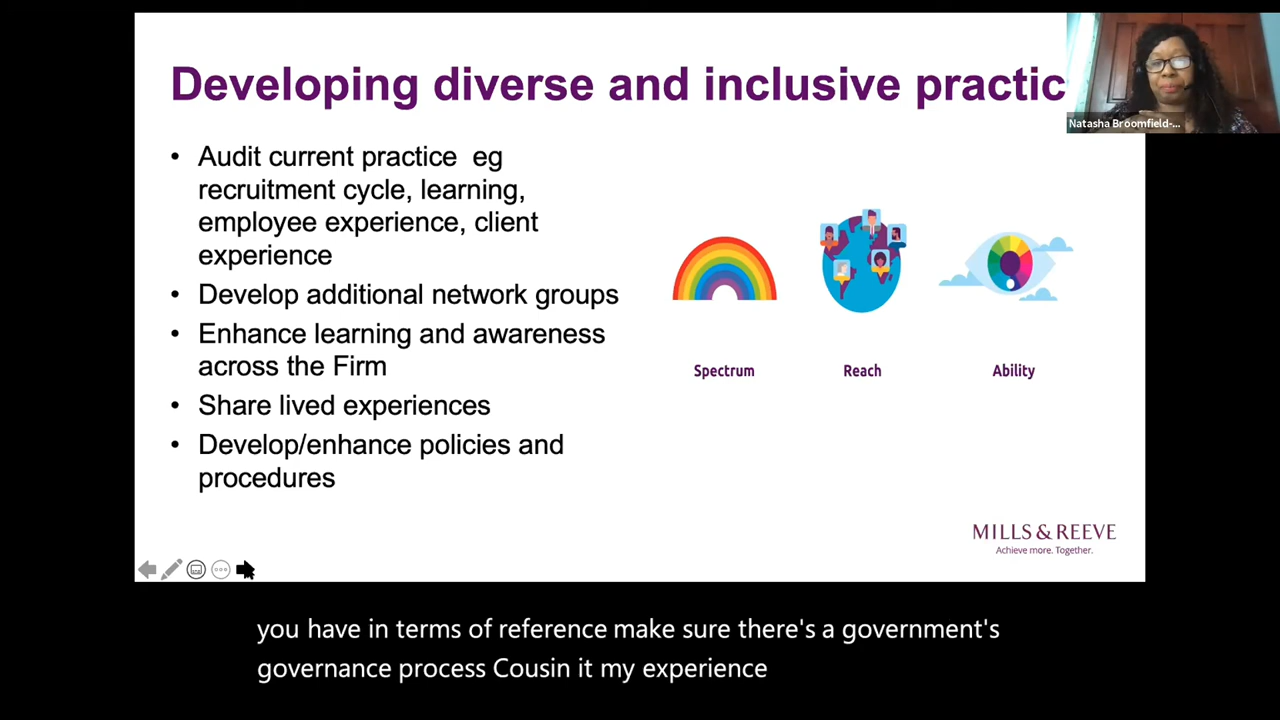 Developing diverse and inclusive practic
Natasha Broomfield-...
• Audit current practice eg
recruitment cycle, learning,
employee experience, client
experience
• Develop additional network groups
• Enhance learning and awareness
across the Firm
• Share lived experiences
• Develop/enhance policies and
procedures
Spectrum
Reach
Ability
MILLS & REEVE
Achieve more. Together.
you have in terms of reference make sure there's a government's
governance process Cousin it my experience